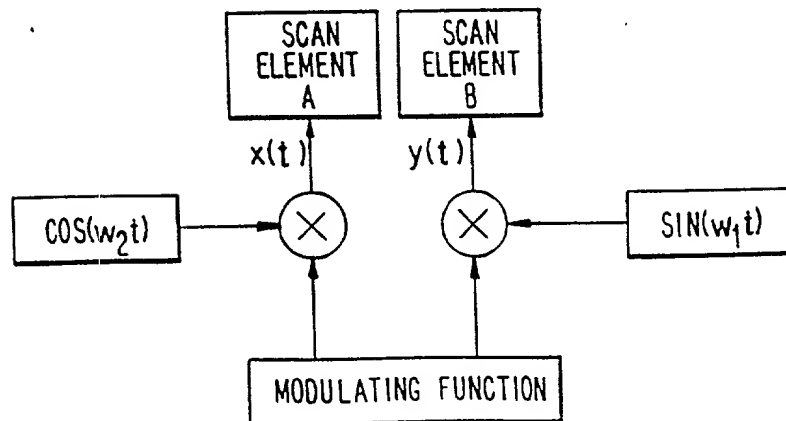 SCAN
ELEMENT
A
SCAN
ELEMENT
B
x(t)
y(t)
COS(w₂t)
SIN(w₁t)
MODULATING FUNCTION